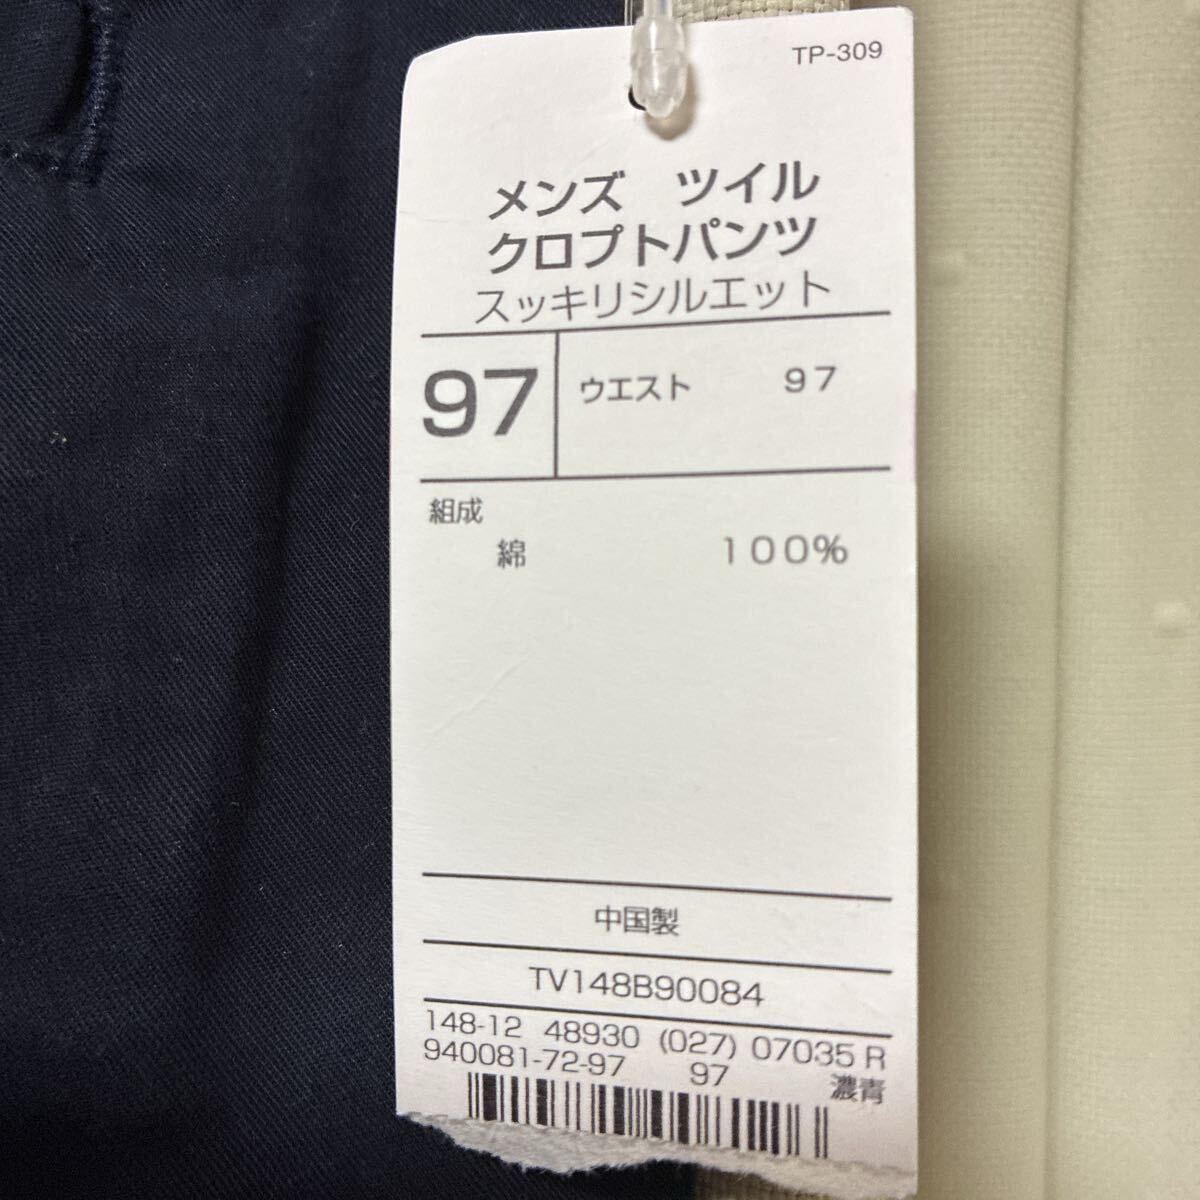 TP-309
メンズ　ツイル
クロプトパンツ
スッキリシルエット
97 ウエスト 97
組成
綿 100%
中国製
TV148B90084
148-12 48930 (027) 07035 R
940081-72-97 97 濃青